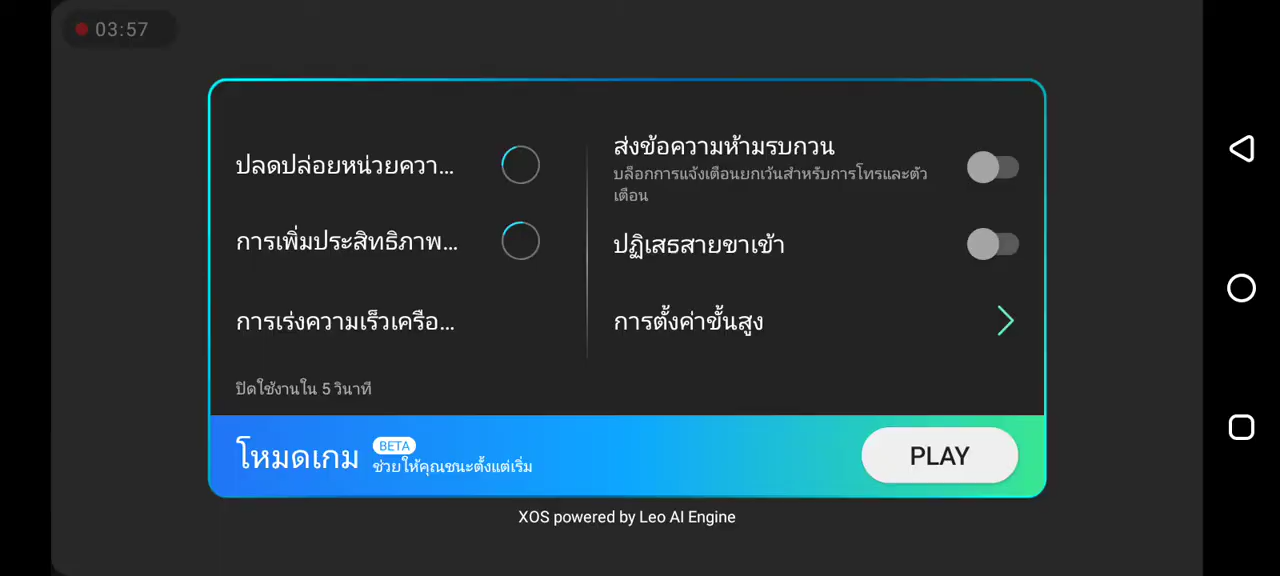 03:57
ปลดปล่อยหน่วยควา...
การเพิ่มประสิทธิภาพ...
การเร่งความเร็วเครือ...
ปิดใช้งานใน 5 วินาที
ส่งข้อความห้ามรบกวน
บล็อกการแจ้งเตือนยกเว้นสำหรับการโทรและตัว
เตือน
ปฏิเสธสายขาเข้า
การตั้งค่าขั้นสูง
โหมดเกม
BETA
ช่วยให้คุณชนะตั้งแต่เริ่ม
PLAY
XOS powered by Leo AI Engine